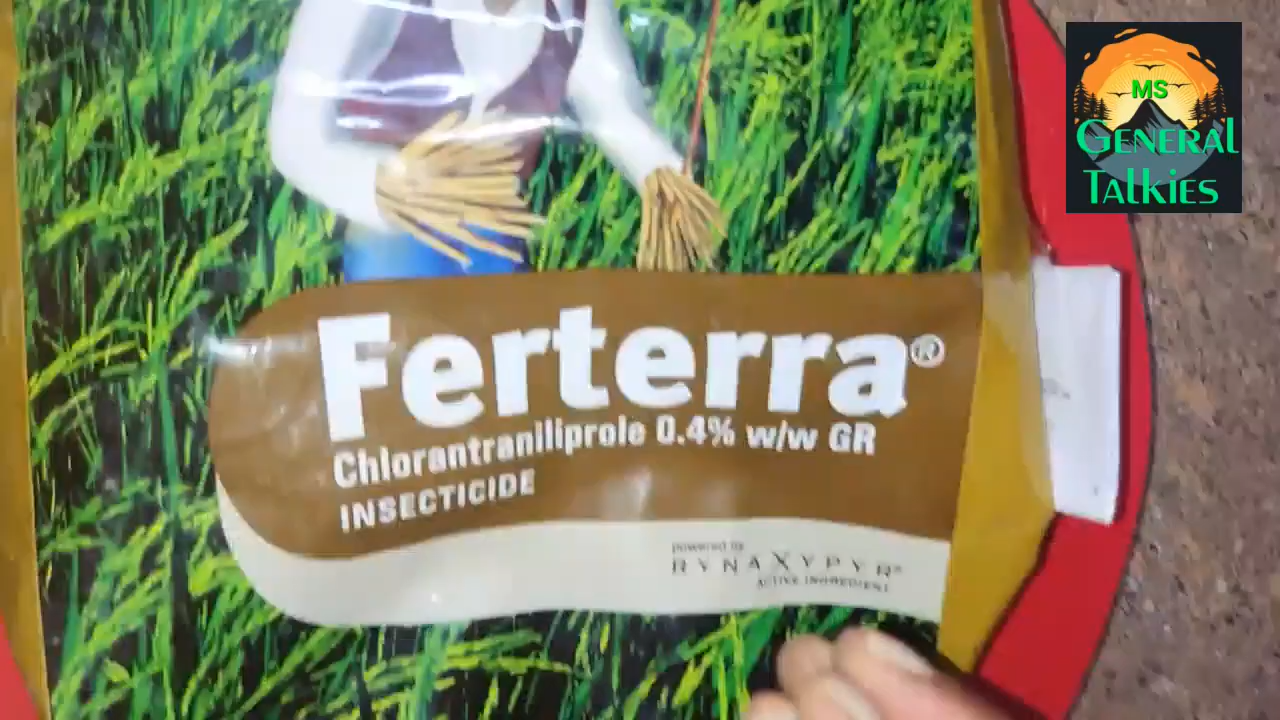 MS
GENERAL
TALKIES
Ferterra®
Chlorantraniliprole 0.4% w/w GR
INSECTICIDE
powered by
RYNAXYPYR®
ACTIVE INGREDIENT